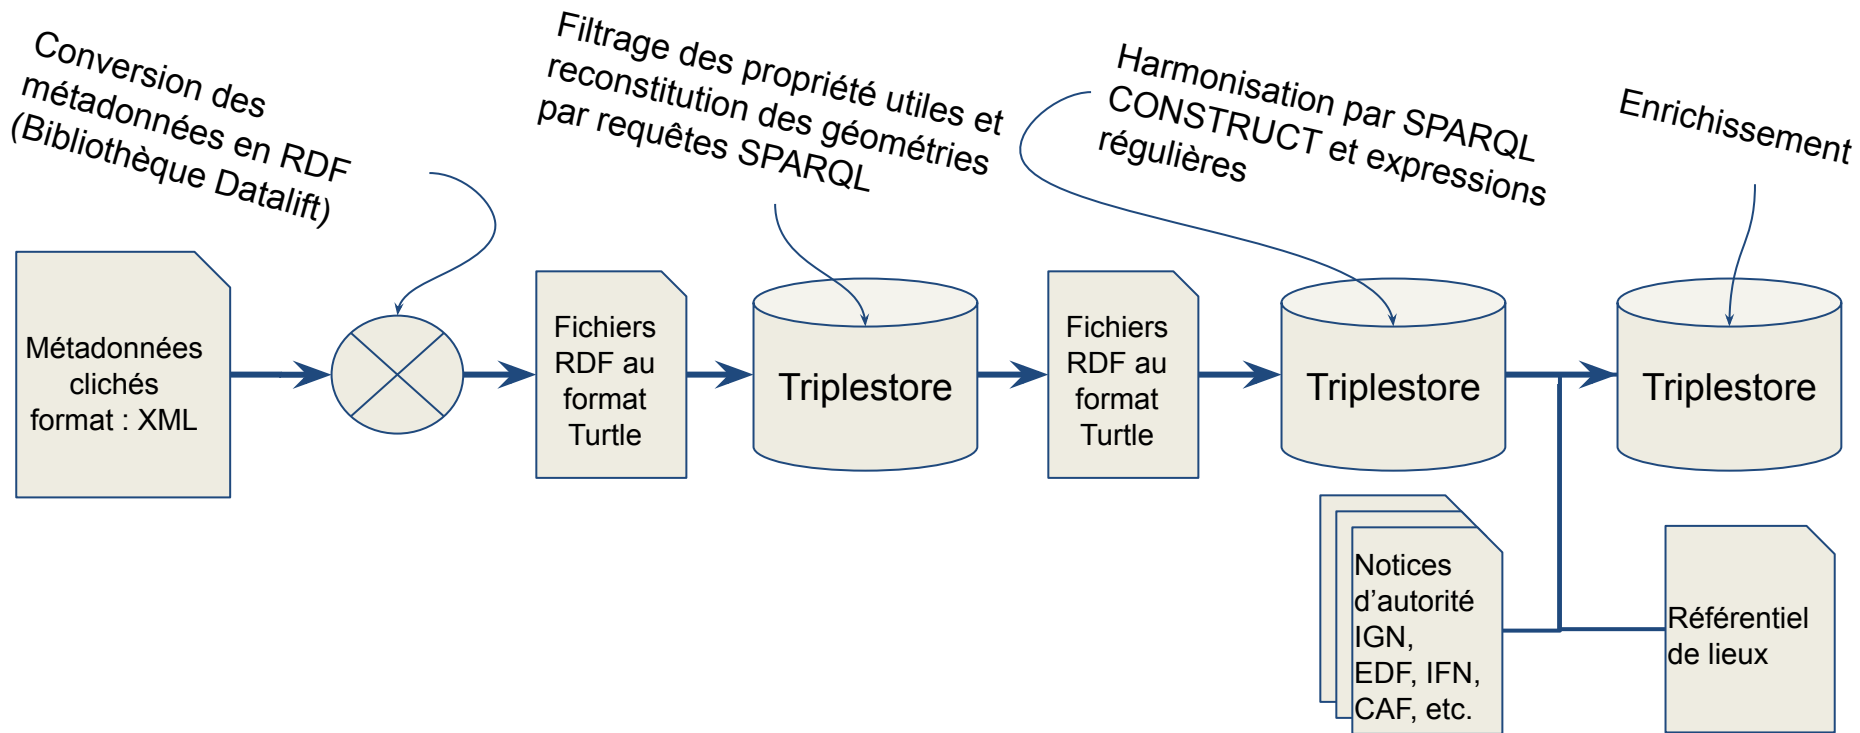 Conversion des
métadonnées en RDF
(Bibliothèque Datalift)
Filtrage des propriété utiles et
reconstitution des géométries
par requêtes SPARQL
Harmonisation par SPARQL
CONSTRUCT et expressions
régulières
Enrichissement
Métadonnées
clichés
format : XML
Fichiers
RDF au
format
Turtle
Triplestore
Fichiers
RDF au
format
Turtle
Triplestore
Triplestore
Notices
d’autorité
IGN,
EDF, IFN,
CAF, etc.
Référentiel
de lieux